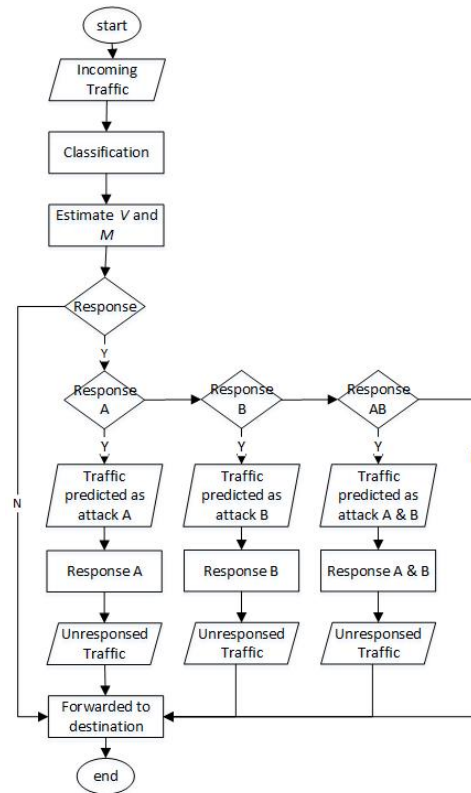 start
Incoming
Traffic
Classification
Estimate V and
M
Response
Y
Response
A
Response
B
Response
AB
Y
Y
Y
N
Traffic
predicted as
attack A
Traffic
predicted as
attack B
Traffic
predicted as
attack A & B
Response A
Response B
Response A & B
Unresponsed
Traffic
Unresponsed
Traffic
Unresponsed
Traffic
Forwarded to
destination
end